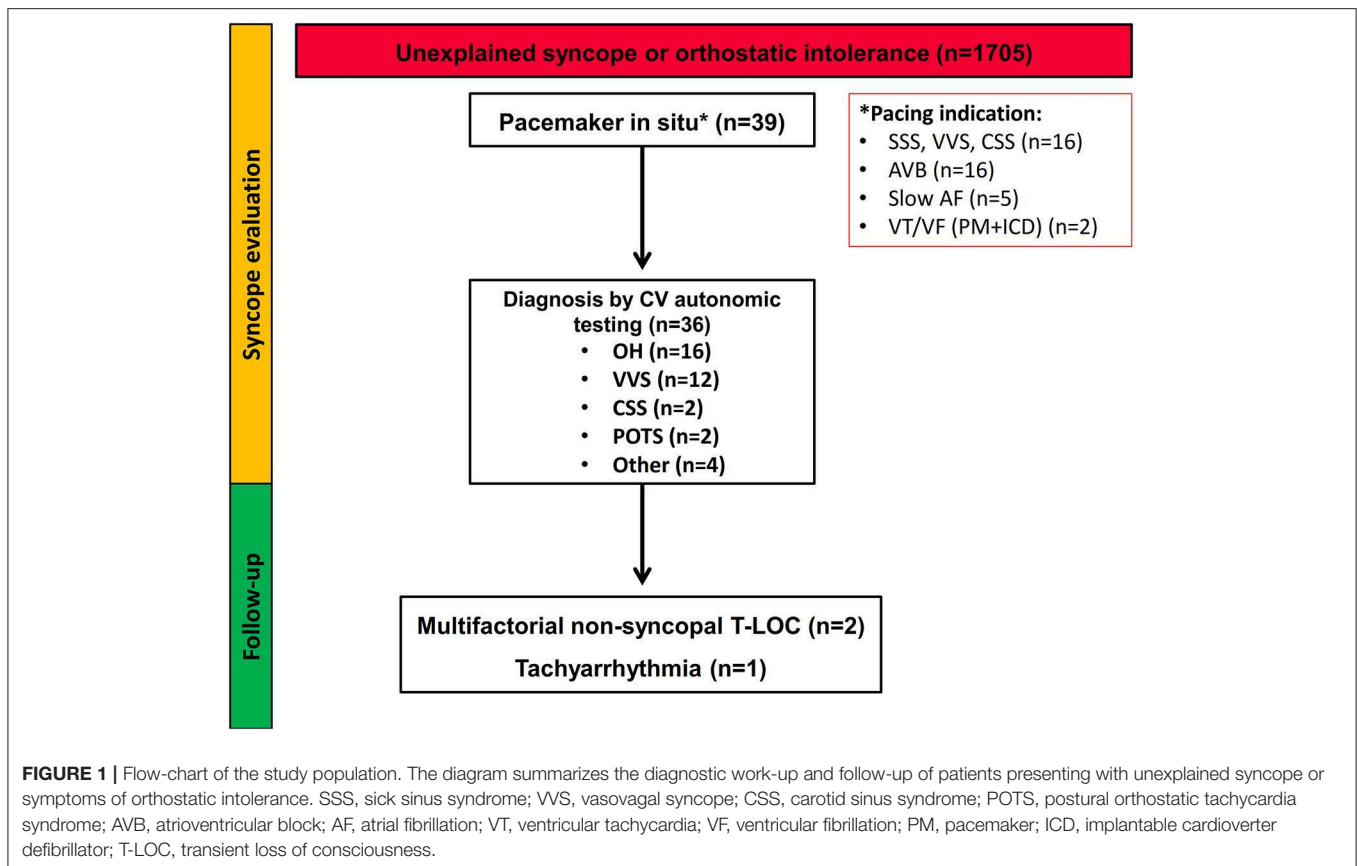 Unexplained syncope or orthostatic intolerance (n=1705)
Syncope evaluation
Pacemaker in situ* (n=39)
*Pacing indication:
• SSS, VVS, CSS (n=16)
• AVB (n=16)
• Slow AF (n=5)
• VT/VF (PM+ICD) (n=2)
Diagnosis by CV autonomic
testing (n=36)
• OH (n=16)
• VVS (n=12)
• CSS (n=2)
• POTS (n=2)
• Other (n=4)
Follow-up
Multifactorial non-syncopal T-LOC (n=2)
Tachyarrhythmia (n=1)
FIGURE 1 | Flow-chart of the study population. The diagram summarizes the diagnostic work-up and follow-up of patients presenting with unexplained syncope or
symptoms of orthostatic intolerance. SSS, sick sinus syndrome; VVS, vasovagal syncope; CSS, carotid sinus syndrome; POTS, postural orthostatic tachycardia
syndrome; AVB, atrioventricular block; AF, atrial fibrillation; VT, ventricular tachycardia; VF, ventricular fibrillation; PM, pacemaker; ICD, implantable cardioverter
defibrillator; T-LOC, transient loss of consciousness.